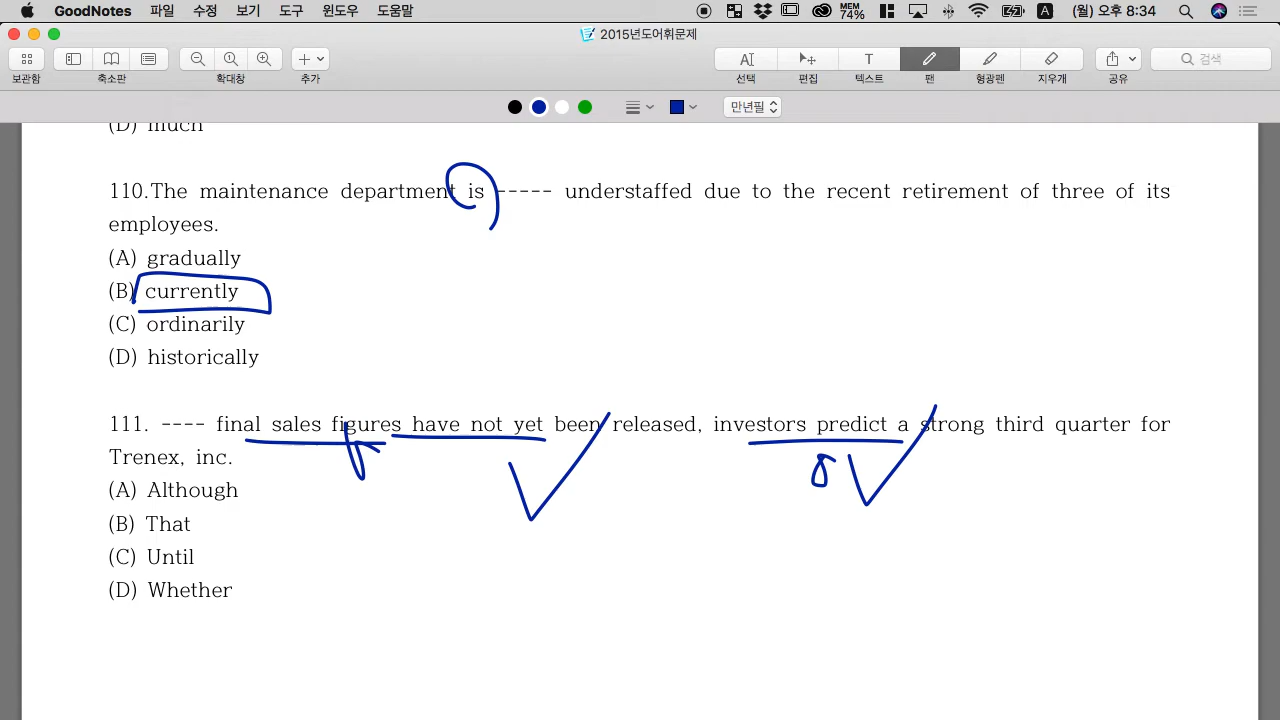 GoodNotes 파일 수정 보기 도구 윈도우 도움말 MEM 74% A (월) 오후 8:34
2015년도어휘문제
보관함 축소판 확대창 추가 선택 편집 텍스트 펜 형광펜 지우개 공유 검색
만년필
(D) much
110.The maintenance department is ----- understaffed due to the recent retirement of three of its
employees.
(A) gradually
(B) currently
(C) ordinarily
(D) historically
111. ---- final sales figures have not yet been released, investors predict a strong third quarter for
Trenex, inc.
(A) Although
(B) That
(C) Until
(D) Whether